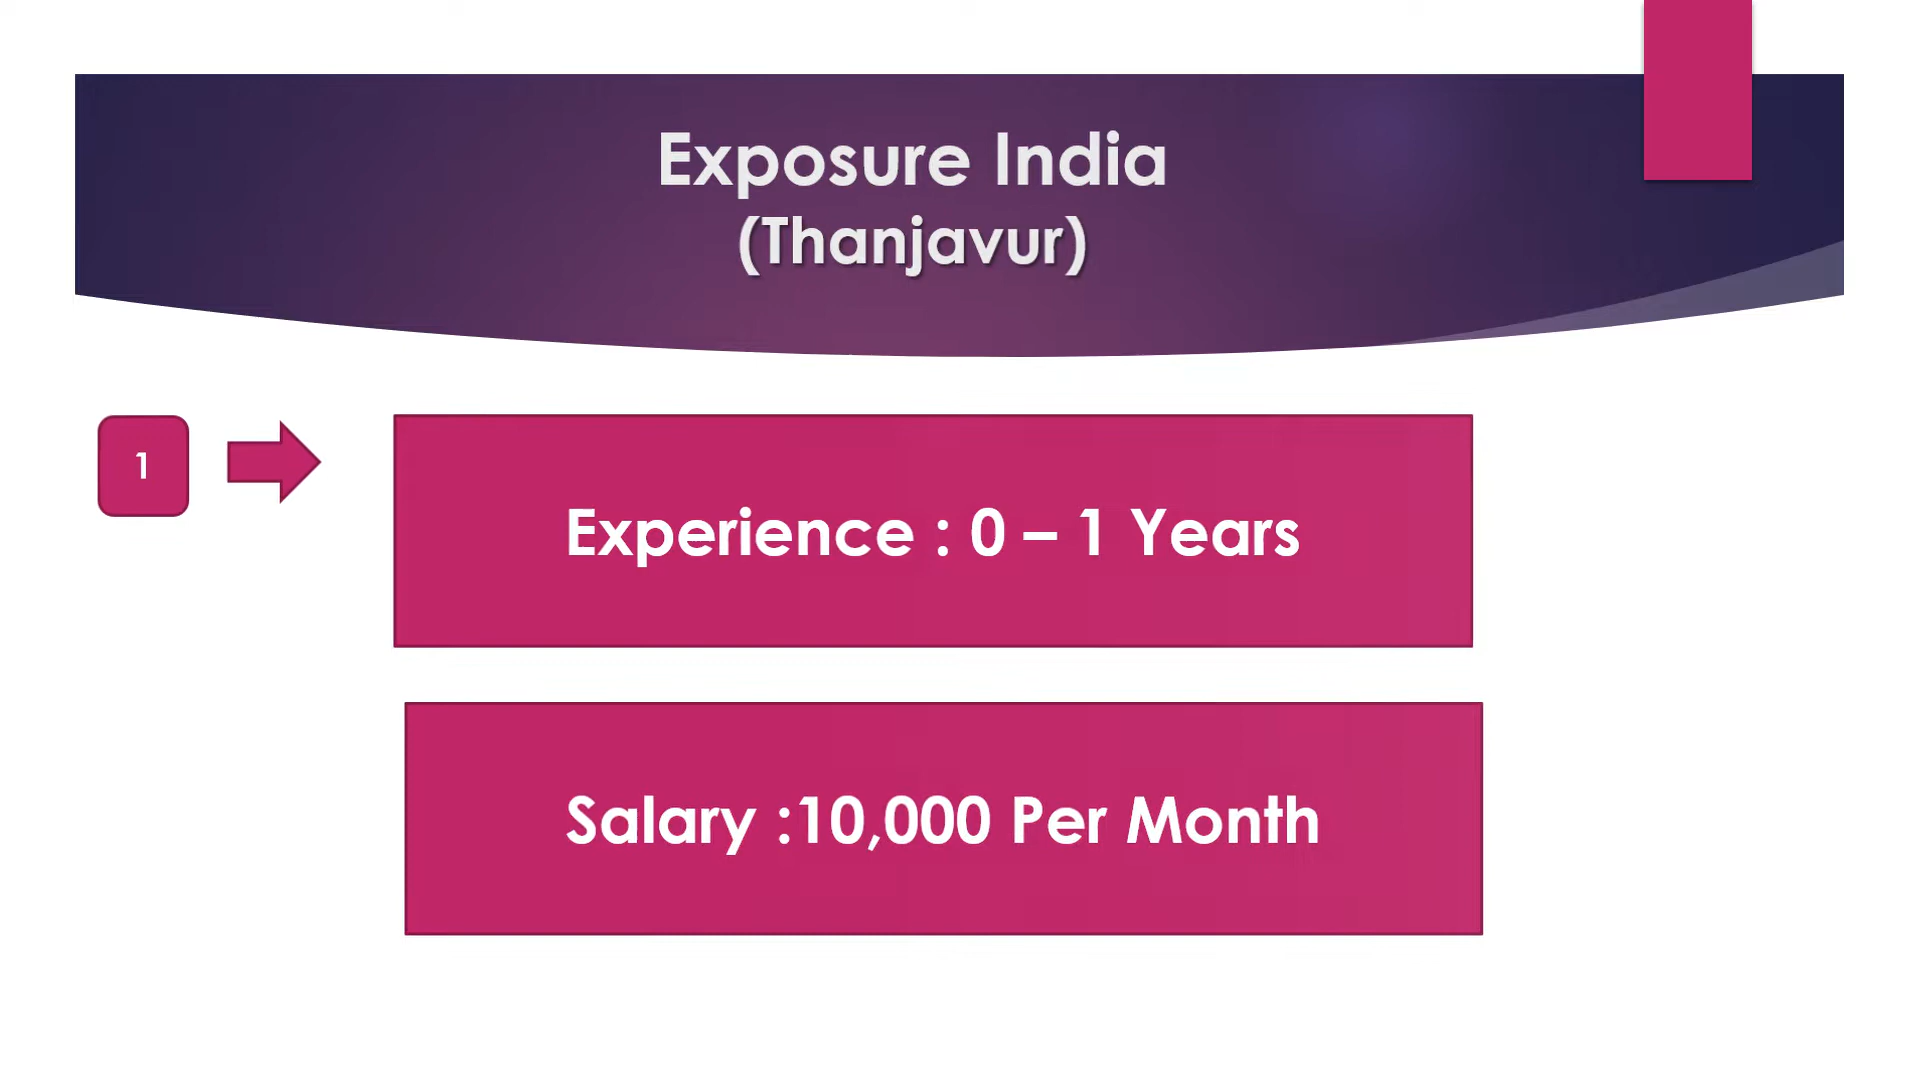 Exposure India
(Thanjavur)
1
Experience : 0 – 1 Years
Salary :10,000 Per Month